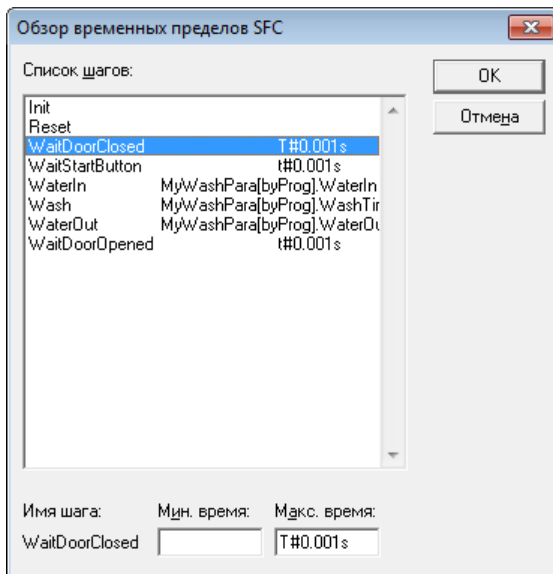 Обзор временных пределов SFC
Список шагов:
OK
Отмена
Init
Reset
WaitDoorClosed T#0.001s
WaitStartButton t#0.001s
WaterIn MyWashPara[byProg].WaterIn
Wash MyWashPara[byProg].WashTir
WaterOut MyWashPara[byProg].WaterOu
WaitDoorOpened t#0.001s
Имя шага: Мин. время: Макс. время:
WaitDoorClosed T#0.001s